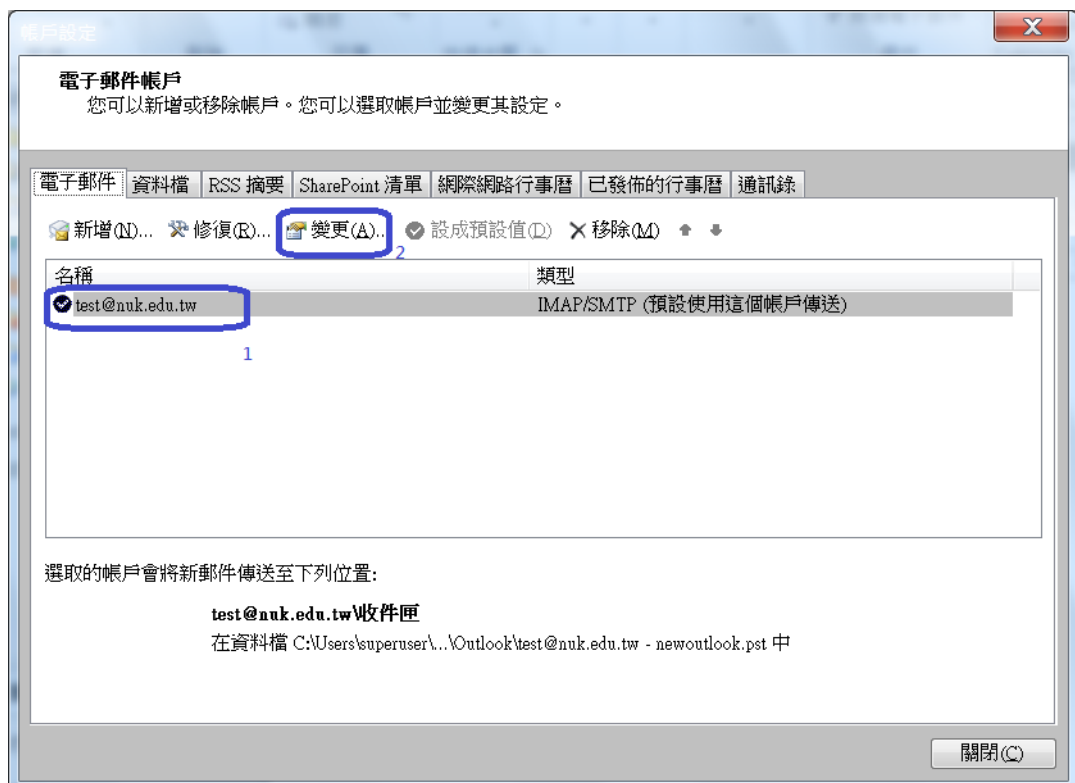 帳戶設定
電子郵件帳戶
您可以新增或移除帳戶。您可以選取帳戶並變更其設定。
電子郵件 資料檔 RSS 摘要 SharePoint 清單 網際網路行事曆 已發佈的行事曆 通訊錄
新增(N)... 修復(R)... 變更(A)... 設成預設值(D) 移除(M)
2
名稱 類型
test@nuk.edu.tw IMAP/SMTP (預設使用這個帳戶傳送)
1
選取的帳戶會將新郵件傳送至下列位置:
test@nuk.edu.tw\收件匣
在資料檔 C:\Users\superuser\...\Outlook\test@nuk.edu.tw - newoutlook.pst 中
關閉(C)